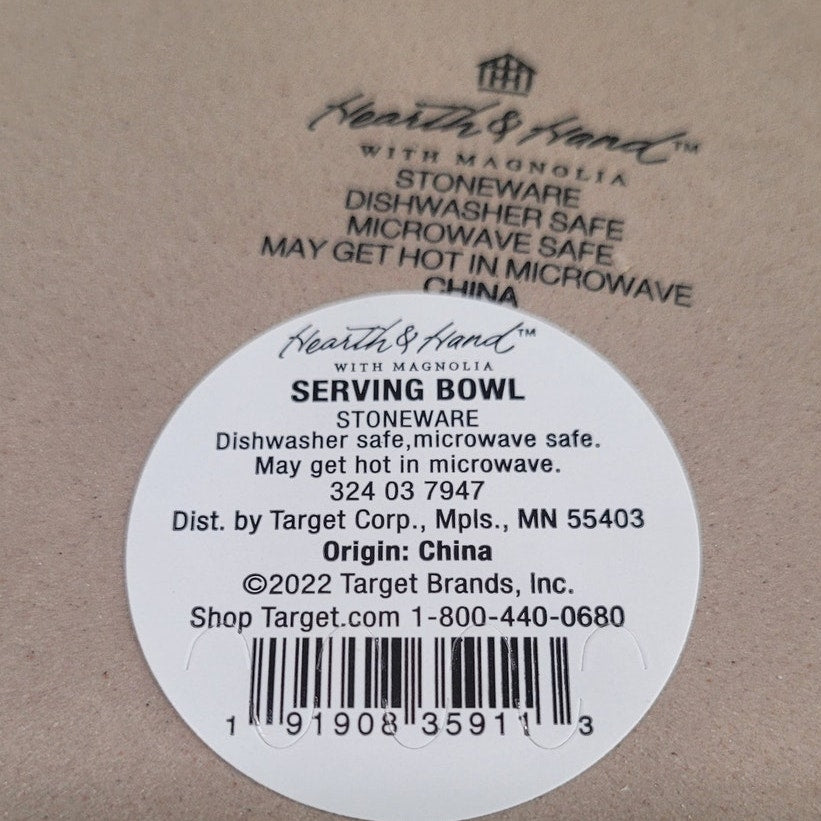 Hearth & Hand™
WITH MAGNOLIA
STONEWARE
DISHWASHER SAFE
MICROWAVE SAFE
MAY GET HOT IN MICROWAVE
CHINA
Hearth & Hand™
WITH MAGNOLIA
SERVING BOWL
STONEWARE
Dishwasher safe,microwave safe.
May get hot in microwave.
324 03 7947
Dist. by Target Corp., Mpls., MN 55403
Origin: China
©2022 Target Brands, Inc.
Shop Target.com 1-800-440-0680
1 91908 35911 3